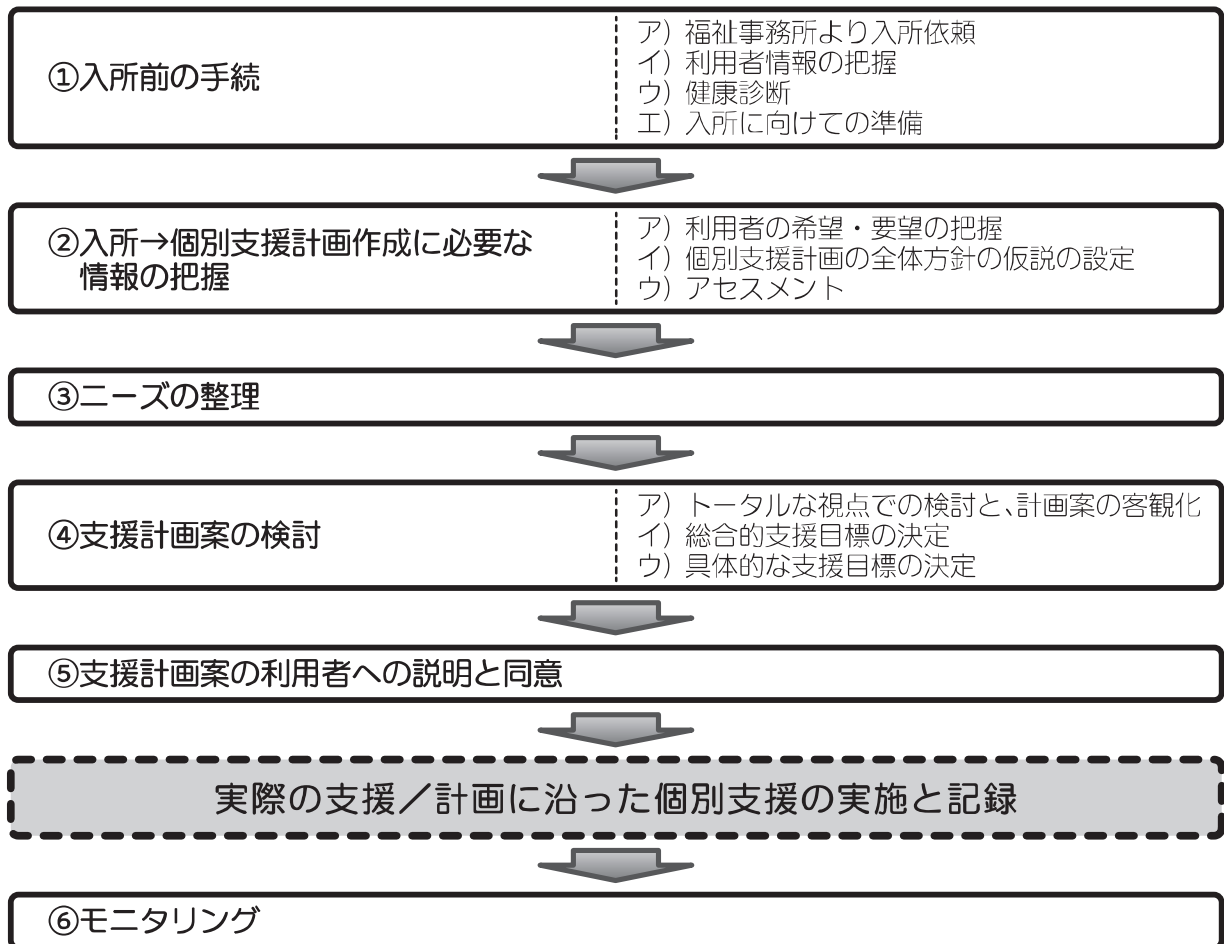 ①入所前の手続
ア）福祉事務所より入所依頼
イ）利用者情報の把握
ウ）健康診断
エ）入所に向けての準備
②入所→個別支援計画作成に必要な
情報の把握
ア）利用者の希望・要望の把握
イ）個別支援計画の全体方針の仮説の設定
ウ）アセスメント
③ニーズの整理
④支援計画案の検討
ア）トータルな視点での検討と、計画案の客観化
イ）総合的支援目標の決定
ウ）具体的な支援目標の決定
⑤支援計画案の利用者への説明と同意
実際の支援／計画に沿った個別支援の実施と記録
⑥モニタリング